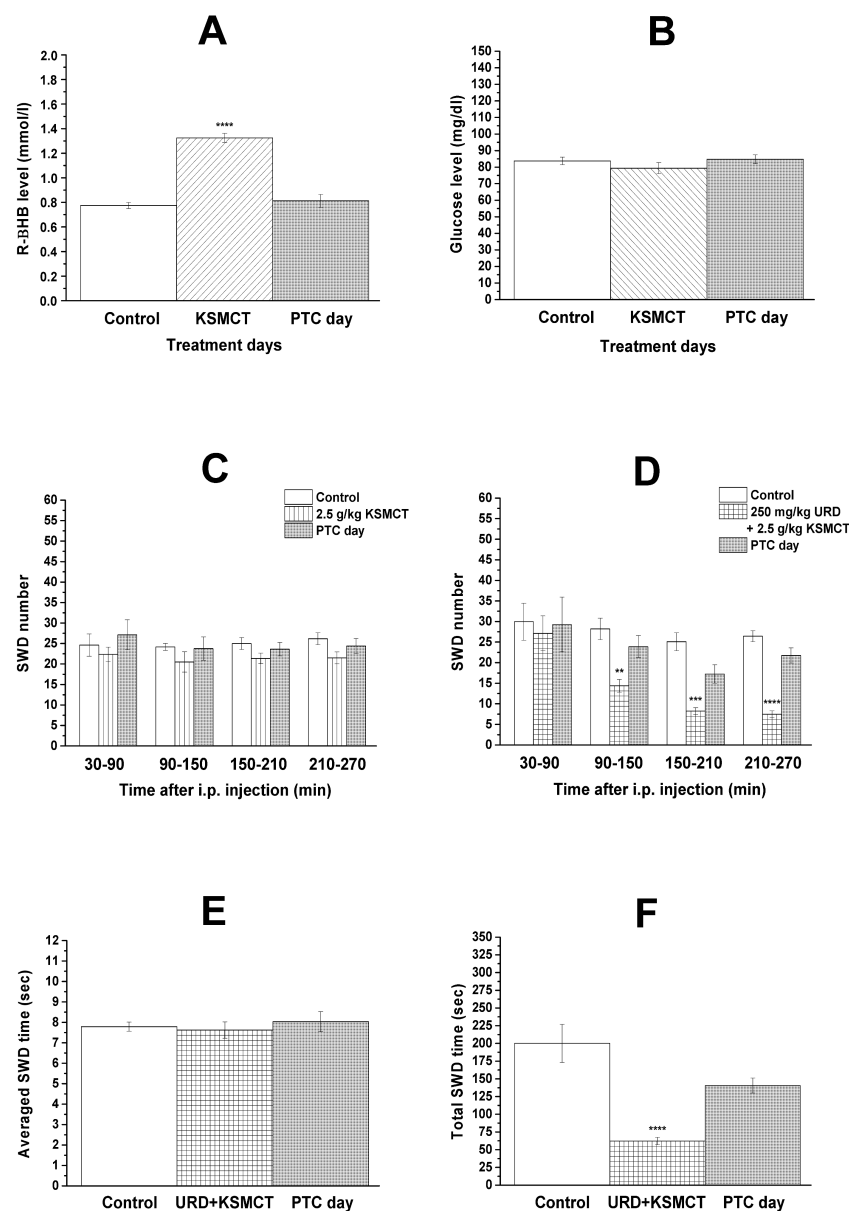 A
R-BHB level (mmol/l)
2.0
1.8
1.6
1.4
1.2
1.0
0.8
0.6
0.4
0.2
0.0
****
Control KSMCT PTC day
Treatment days
B
Glucose level (mg/dl)
150
140
130
120
110
100
90
80
70
60
50
40
30
20
10
0
Control KSMCT PTC day
Treatment days
C
Control
2.5 g/kg KSMCT
PTC day
SWD number
60
55
50
45
40
35
30
25
20
15
10
5
0
30-90 90-150 150-210 210-270
Time after i.p. injection (min)
D
Control
250 mg/kg URD
+ 2.5 g/kg KSMCT
PTC day
SWD number
60
55
50
45
40
35
30
25
20
15
10
5
0
**
***
****
30-90 90-150 150-210 210-270
Time after i.p. injection (min)
E
Averaged SWD time (sec)
12
11
10
9
8
7
6
5
4
3
2
1
0
Control URD+KSMCT PTC day
F
Total SWD time (sec)
350
325
300
275
250
225
200
175
150
125
100
75
50
25
0
****
Control URD+KSMCT PTC day